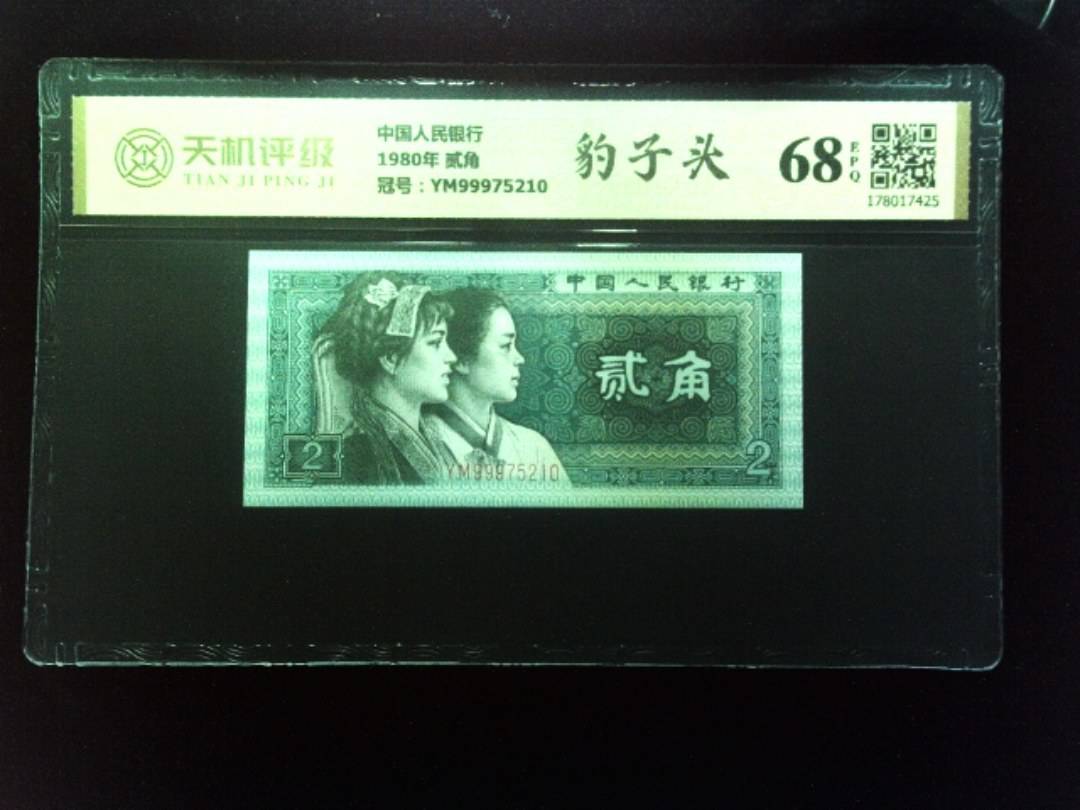 天机评级
TIAN JI PING JI
中国人民银行
1980年 贰角
冠号：YM99975210
豹子头
68
EPQ
178017425
中国人民银行
贰角
2
YM99975210
2